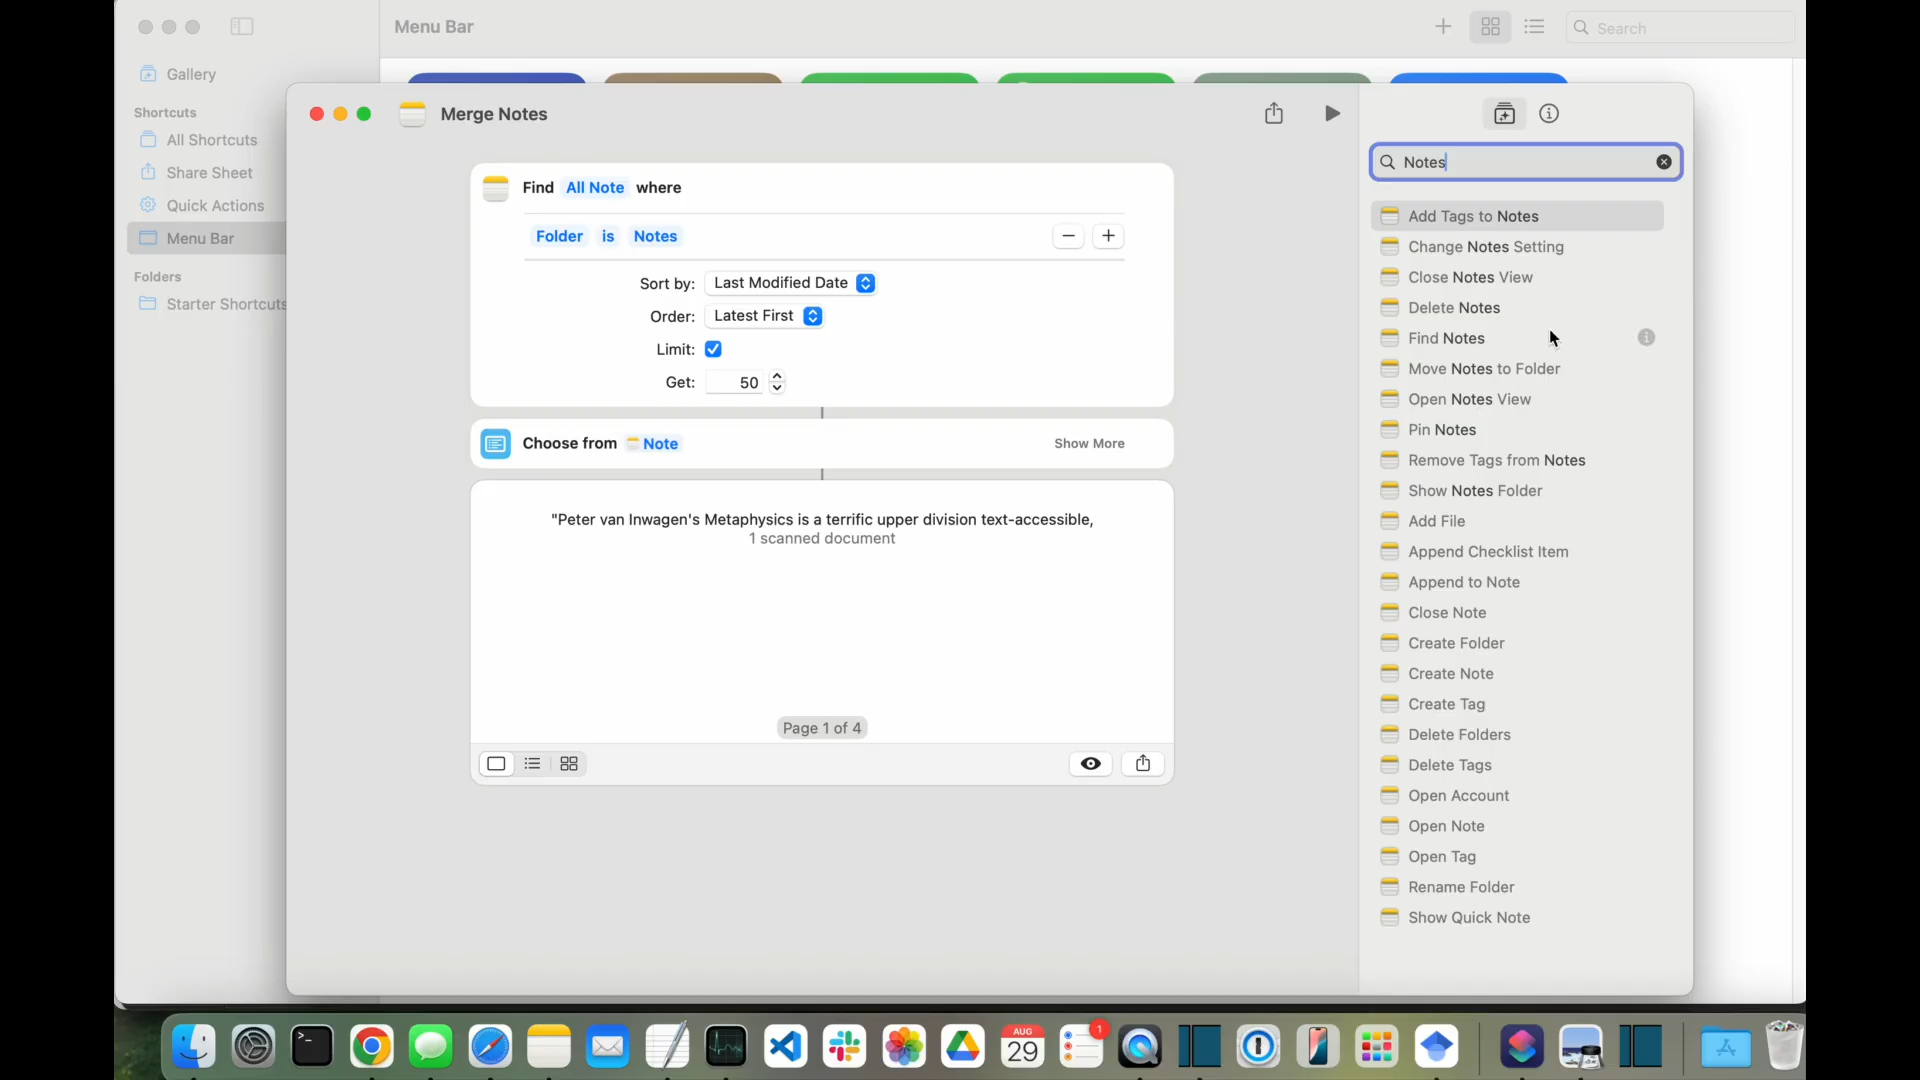 Menu Bar
Search
Gallery
Shortcuts
All Shortcuts
Share Sheet
Quick Actions
Menu Bar
Folders
Starter Shortcuts
Merge Notes
Find All Note where
Folder is Notes
Sort by: Last Modified Date
Order: Latest First
Limit:
Get: 50
Choose from Note
Show More
"Peter van Inwagen's Metaphysics is a terrific upper division text-accessible,
1 scanned document
Page 1 of 4
Notes
Add Tags to Notes
Change Notes Setting
Close Notes View
Delete Notes
Find Notes
Move Notes to Folder
Open Notes View
Pin Notes
Remove Tags from Notes
Show Notes Folder
Add File
Append Checklist Item
Append to Note
Close Note
Create Folder
Create Note
Create Tag
Delete Folders
Delete Tags
Open Account
Open Note
Open Tag
Rename Folder
Show Quick Note
AUG
29
1